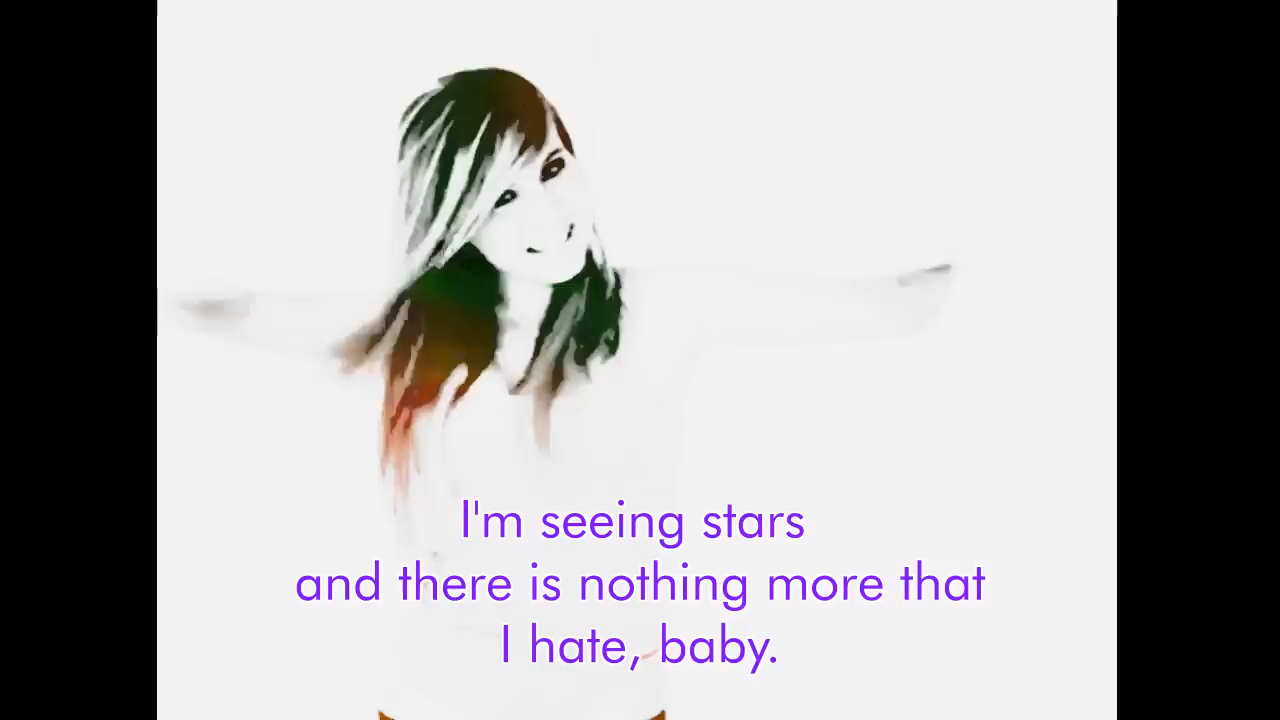 I'm seeing stars
and there is nothing more that
I hate, baby.